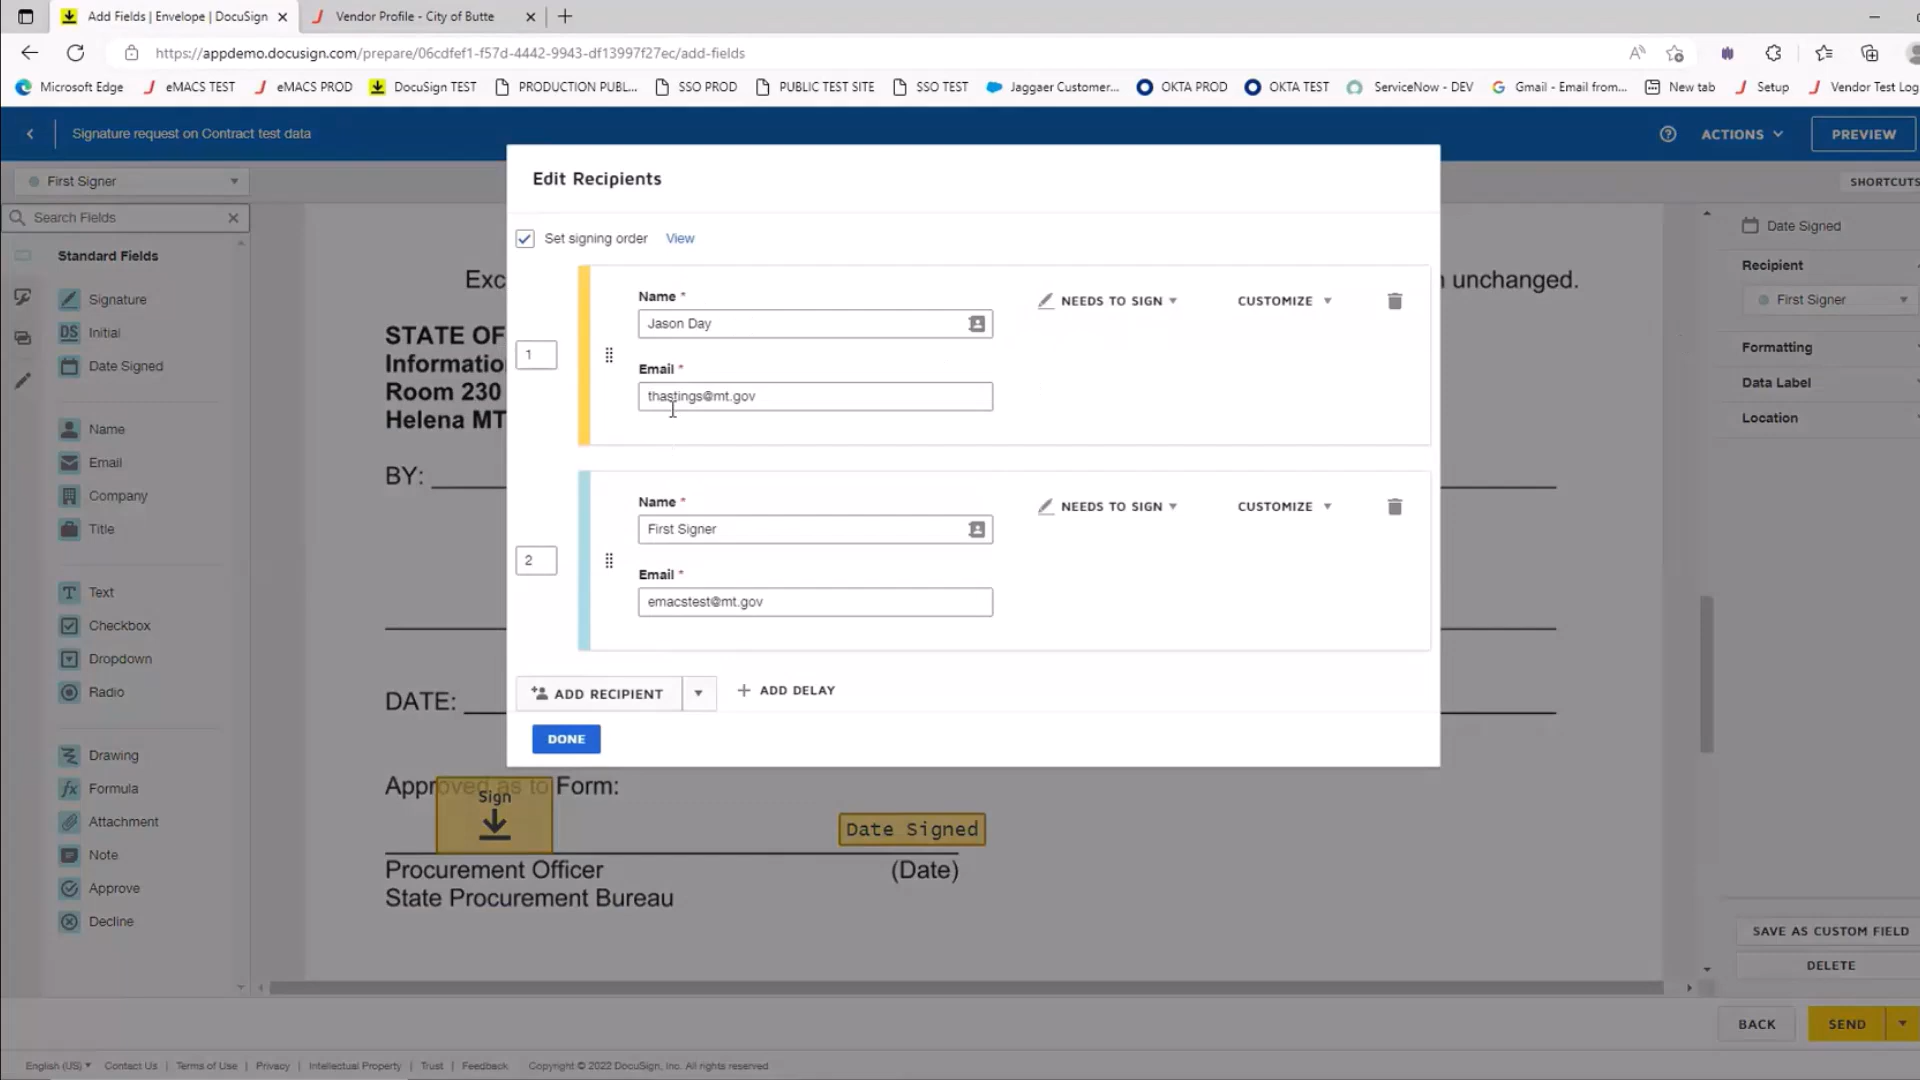 Add Fields | Envelope | DocuSign
Vendor Profile - City of Butte
https://appdemo.docusign.com/prepare/06cdfef1-f57d-4442-9943-df13997f27ec/add-fields
Microsoft Edge
eMACS TEST
eMACS PROD
DocuSign TEST
PRODUCTION PUBL...
SSO PROD
PUBLIC TEST SITE
SSO TEST
Jaggaer Customer...
OKTA PROD
OKTA TEST
ServiceNow - DEV
Gmail - Email from...
New tab
Setup
Vendor Test Log
Signature request on Contract test data
ACTIONS
PREVIEW
First Signer
SHORTCUTS
Search Fields
Standard Fields
Signature
DS Initial
Date Signed
Name
Email
Company
Title
Text
Checkbox
Dropdown
Radio
Drawing
fx Formula
Attachment
Note
Approve
Decline
Exc
unchanged.
STATE OF
Informatio
Room 230
Helena MT
BY:
DATE:
Approved as to Form:
Sign
Date Signed
Procurement Officer
(Date)
State Procurement Bureau
Edit Recipients
Set signing order View
1
Name *
Jason Day
Email *
thastings@mt.gov
NEEDS TO SIGN
CUSTOMIZE
2
Name *
First Signer
Email *
emacstest@mt.gov
NEEDS TO SIGN
CUSTOMIZE
ADD RECIPIENT
ADD DELAY
DONE
Date Signed
Recipient
First Signer
Formatting
Data Label
Location
SAVE AS CUSTOM FIELD
DELETE
BACK
SEND
English (US) Contact Us | Terms of Use | Privacy | Intellectual Property | Trust | Feedback Copyright © 2022 DocuSign, Inc. All rights reserved